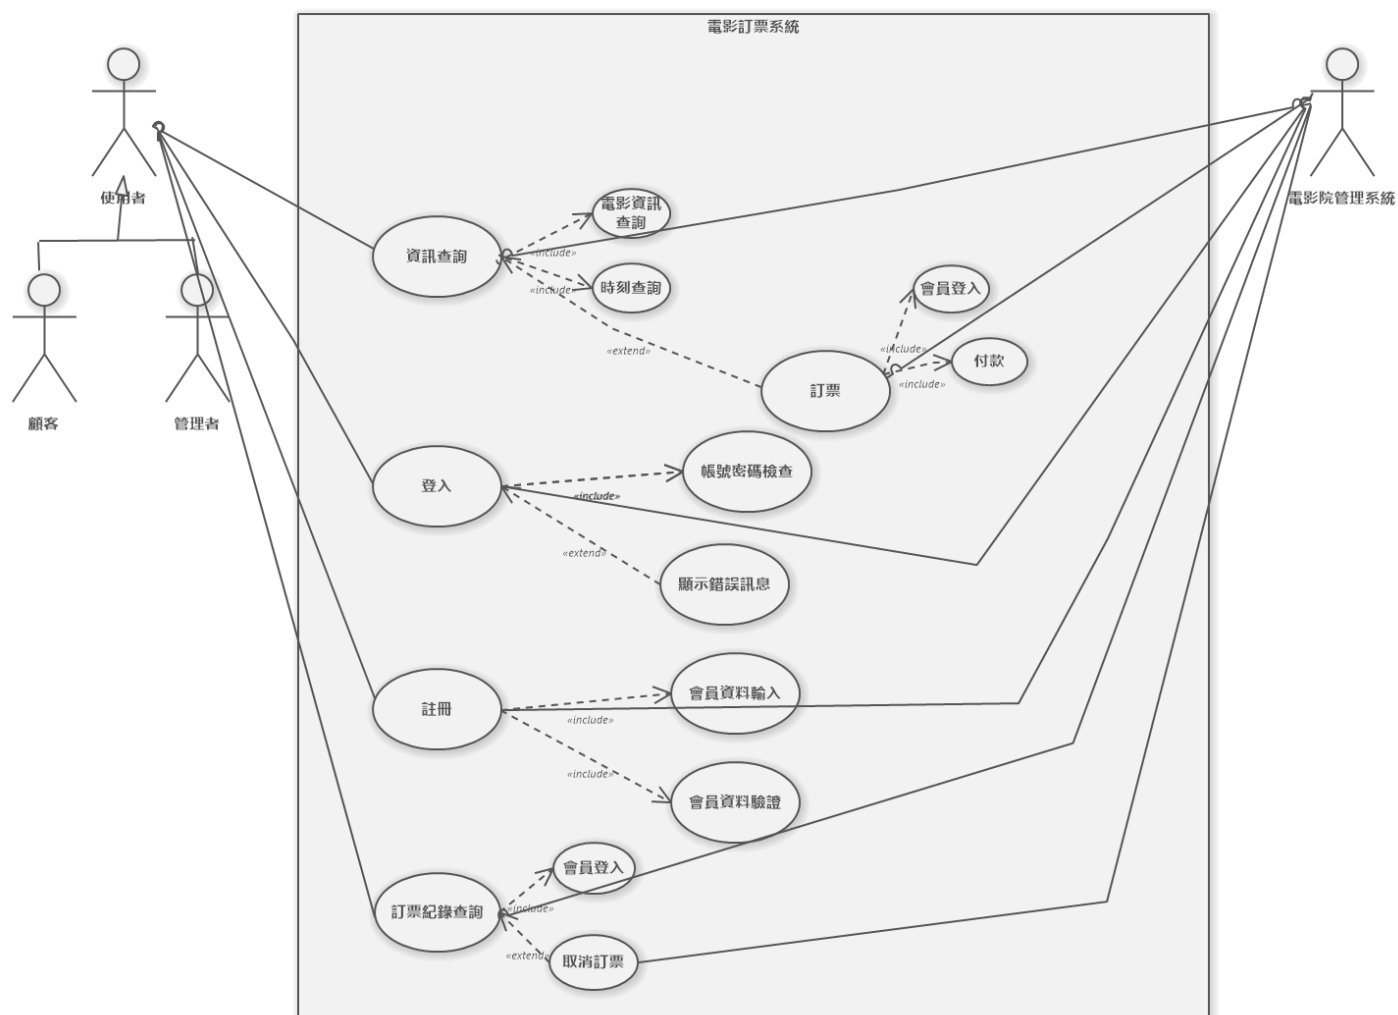 電影訂票系統
使用者
電影院管理系統
電影資訊
查詢
資訊查詢
«include»
時刻查詢
«include»
會員登入
«include»
«extend»
付款
«include»
訂票
顧客
管理者
帳號密碼檢查
登入
«include»
«extend»
顯示錯誤訊息
會員資料輸入
註冊
«include»
«include»
會員資料驗證
會員登入
訂票紀錄查詢
«include»
«extend»
取消訂票